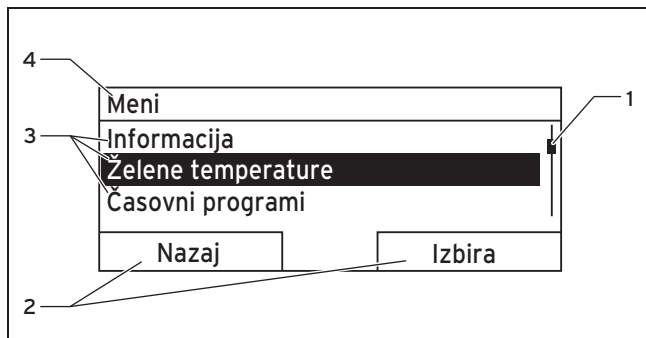 4
Meni
1
3
Informacija
Želene temperature
Časovni programi
Nazaj
Izbira
2